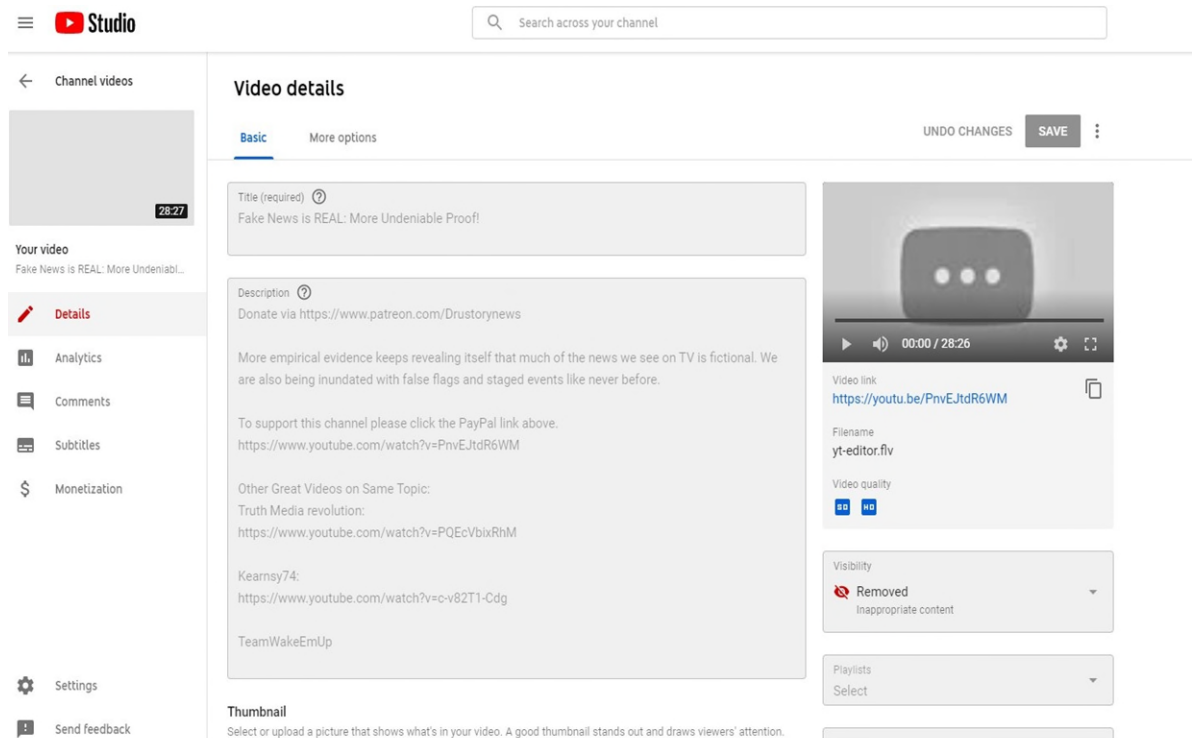 Studio
Search across your channel
Channel videos
28:27
Your video
Fake News is REAL: More Undeniabl...
Details
Analytics
Comments
Subtitles
Monetization
Settings
Send feedback
Video details
Basic
More options
UNDO CHANGES
SAVE
Title (required)
Fake News is REAL: More Undeniable Proof!
Description
Donate via https://www.patreon.com/Drustorynews
More empirical evidence keeps revealing itself that much of the news we see on TV is fictional. We
are also being inundated with false flags and staged events like never before.
To support this channel please click the PayPal link above.
https://www.youtube.com/watch?v=PnvEJtdR6WM
Other Great Videos on Same Topic:
Truth Media revolution:
https://www.youtube.com/watch?v=PQEcVbixRhM
Kearnsy74:
https://www.youtube.com/watch?v=c-v82T1-Cdg
TeamWakeEmUp
Thumbnail
Select or upload a picture that shows what's in your video. A good thumbnail stands out and draws viewers' attention.
00:00 / 28:26
Video link
https://youtu.be/PnvEJtdR6WM
Filename
yt-editor.flv
Video quality
SD HD
Visibility
Removed
Inappropriate content
Playlists
Select